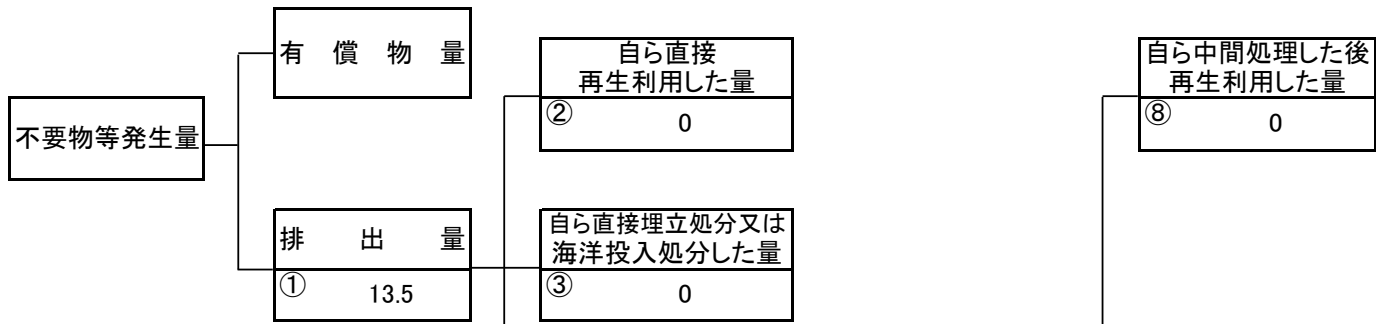 不要物等発生量
有償物量
排出量
① 13.5
自ら直接
再生利用した量
② 0
自ら直接埋立処分又は
海洋投入処分した量
③ 0
自ら中間処理した後
再生利用した量
⑧ 0